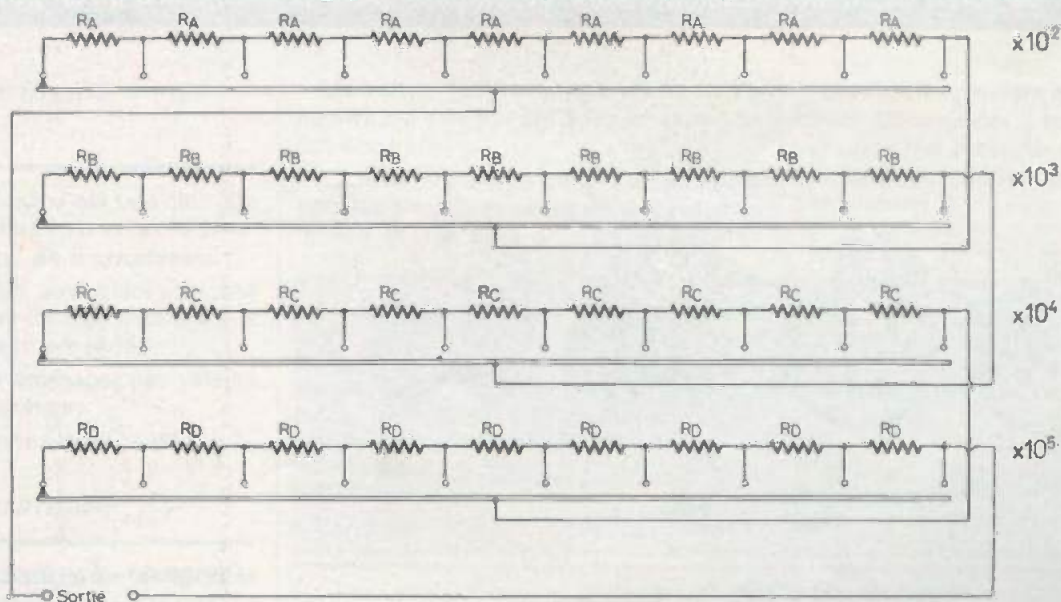 RA RA RA RA RA RA RA RA RA x10²
RB RB RB RB RB RB RB RB RB x10³
RC RC RC RC RC RC RC RC RC x10⁴
RD RD RD RD RD RD RD RD RD x10⁵
Sortie